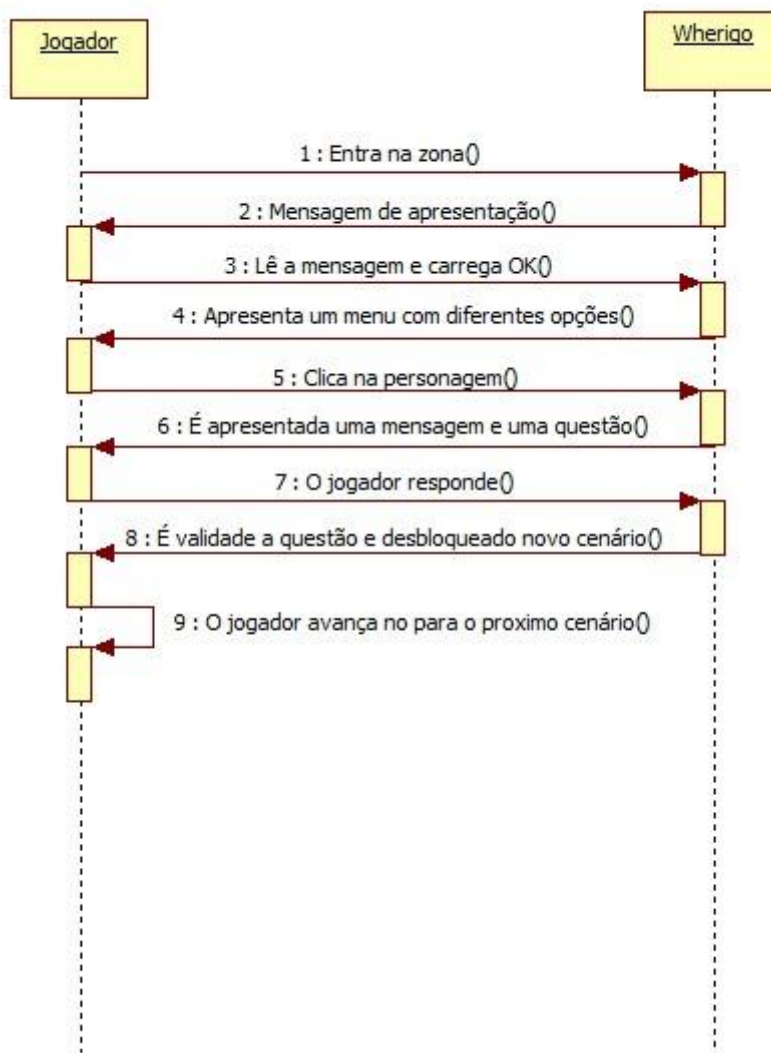 Jogador
Wherigo
1 : Entra na zona()
2 : Mensagem de apresentação()
3 : Lê a mensagem e carrega OK()
4 : Apresenta um menu com diferentes opções()
5 : Clica na personagem()
6 : É apresentada uma mensagem e uma questão()
7 : O jogador responde()
8 : É validade a questão e desbloqueado novo cenário()
9 : O jogador avança no para o proximo cenário()